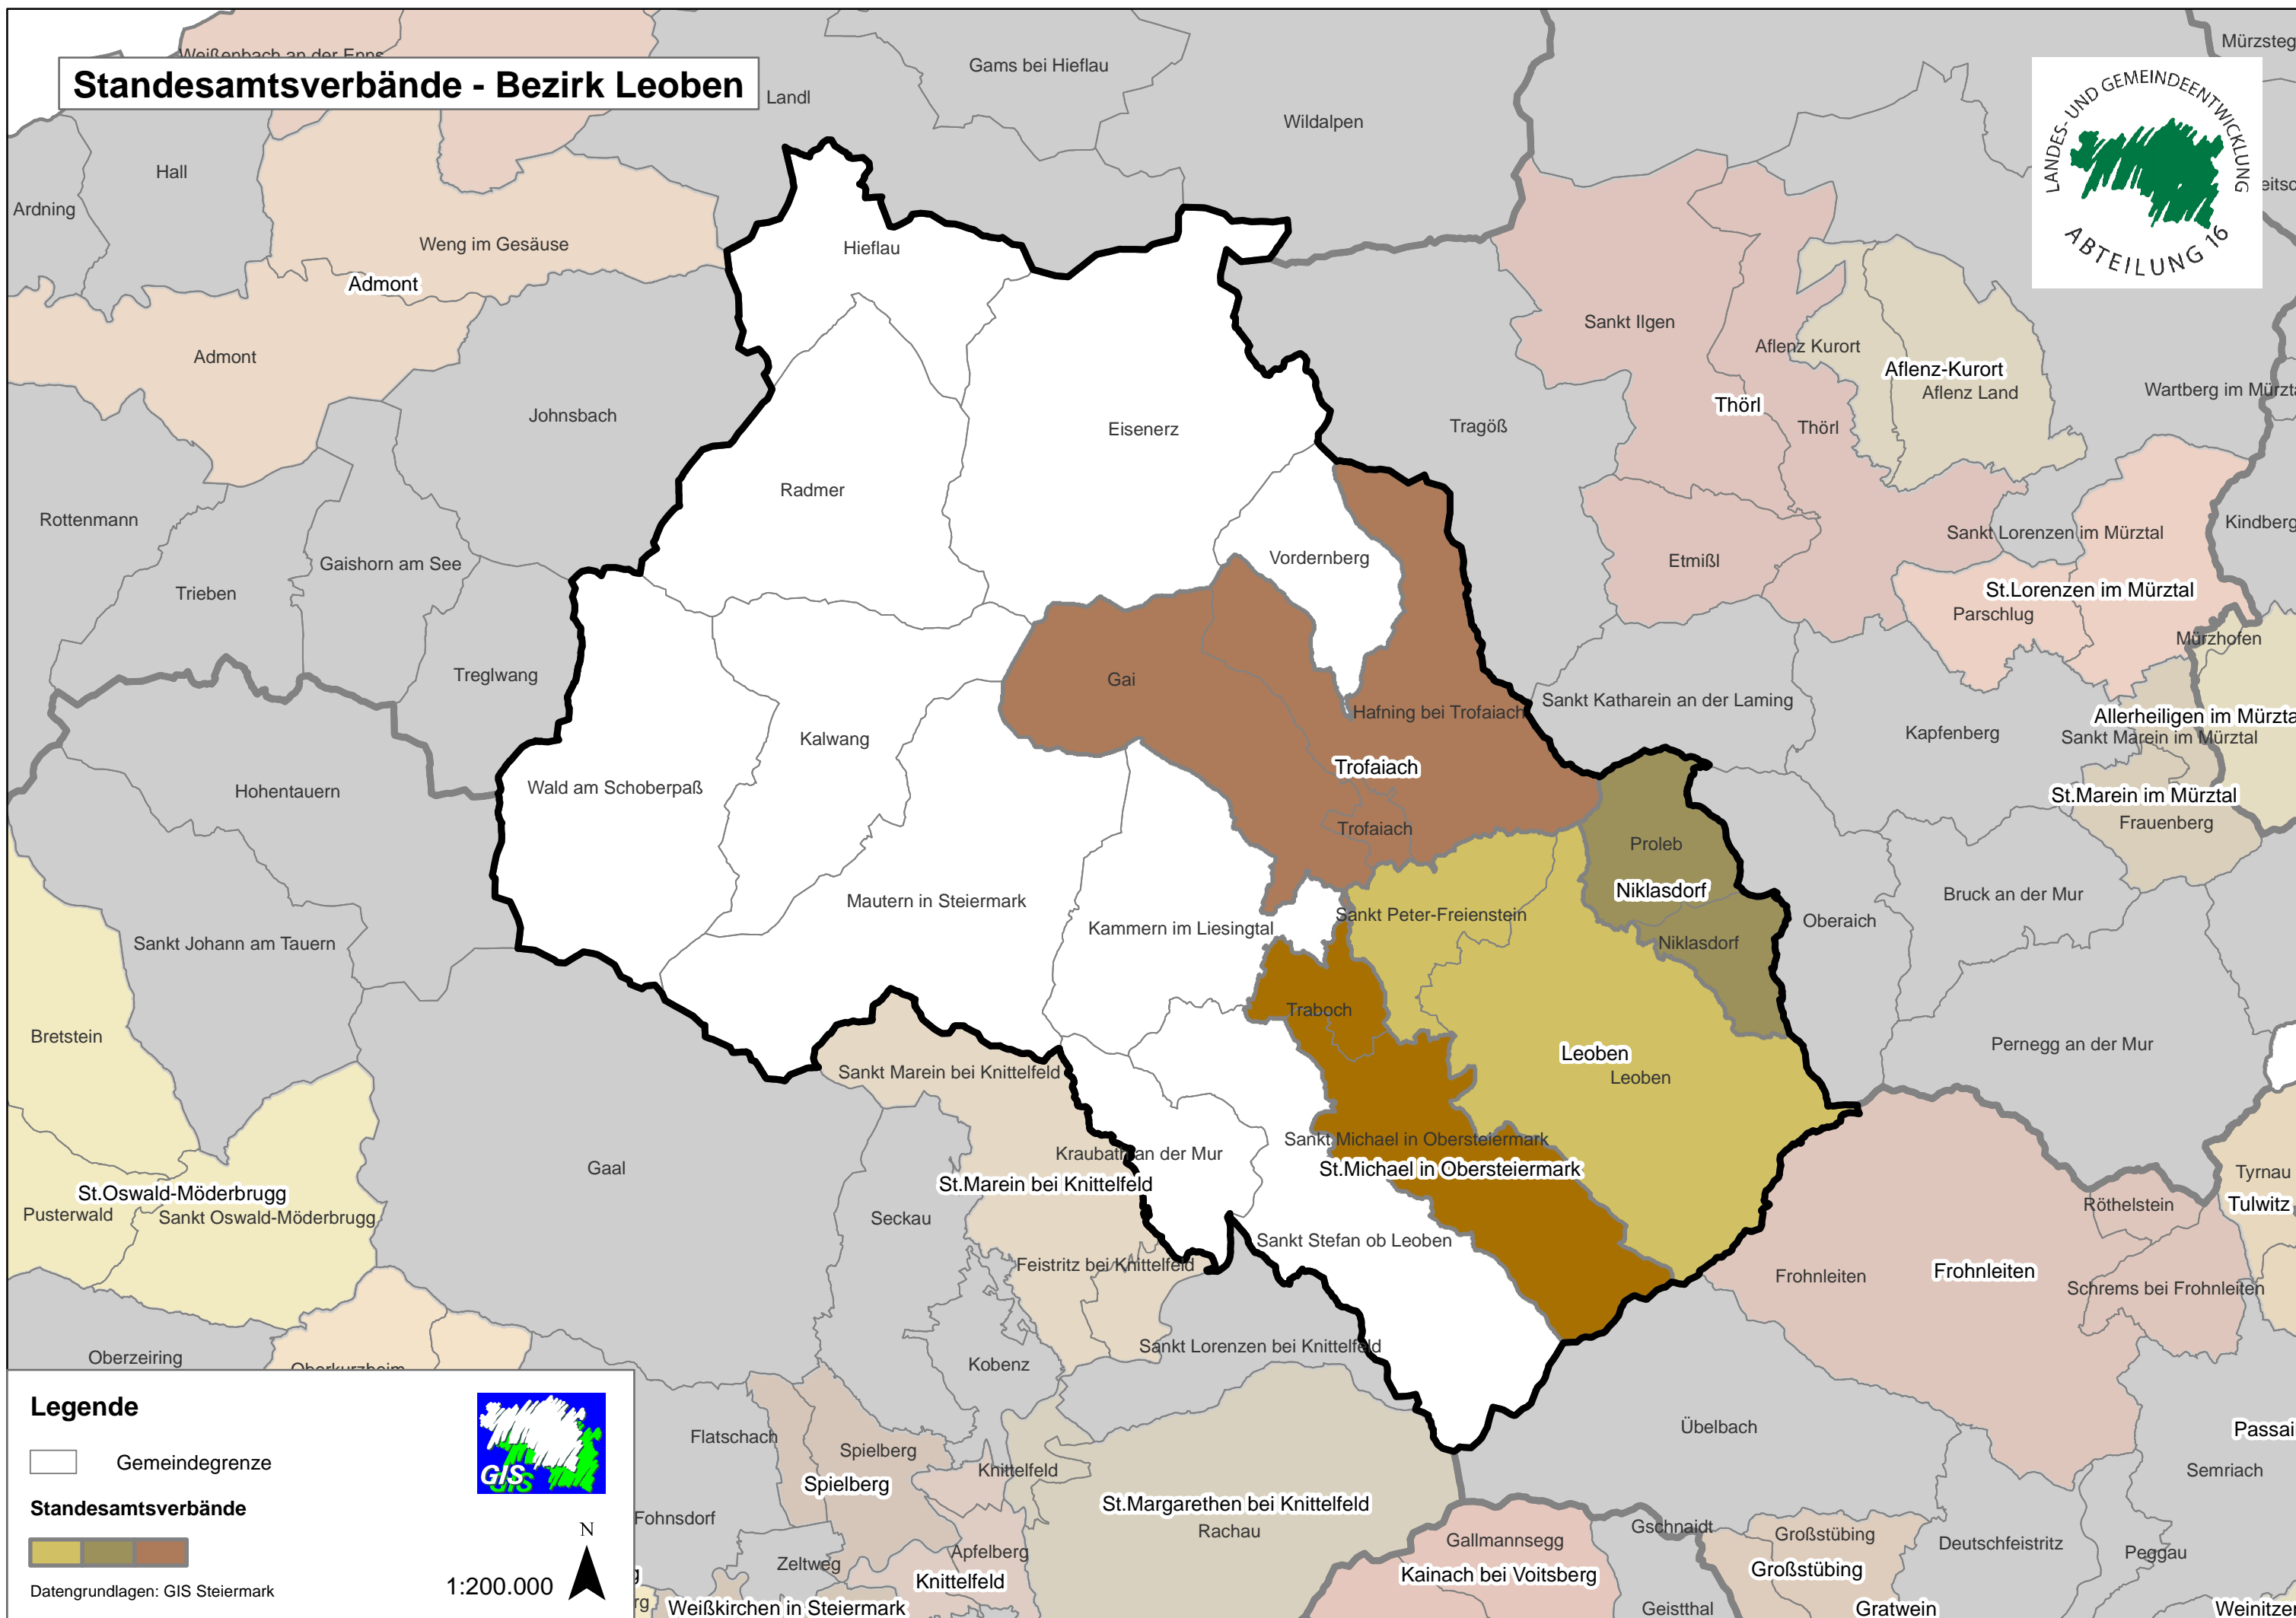 Weißenbach an der Enns
Standesamtsverbände - Bezirk Leoben
Landl
Gams bei Hieflau
Wildalpen
Mürzsteg
LANDES- UND GEMEINDEENTWICKLUNG
ABTEILUNG 16
Hall
Ardning
Weng im Gesäuse
Admont
Admont
Hieflau
Sankt Ilgen
Aflenz Kurort
Aflenz-Kurort
Aflenz Land
Thörl
Thörl
Johnsbach
Eisenerz
Tragöß
Radmer
Rottenmann
Gaishorn am See
Trieben
Treglwang
Vordernberg
Etmißl
Sankt Lorenzen im Mürztal
Kindberg
St.Lorenzen im Mürztal
Parschlug
Mürzhofen
Gai
Hafning bei Trofaiach
Sankt Katharein an der Laming
Kapfenberg
Sankt Marein im Mürztal
St.Marein im Mürztal
Frauenberg
Kalwang
Trofaiach
Trofaiach
Wald am Schoberpaß
Hohentauern
Proleb
Niklasdorf
Niklasdorf
Bruck an der Mur
Oberaich
Mautern in Steiermark
Kammern im Liesingtal
Sankt Peter-Freienstein
Sankt Johann am Tauern
Bretstein
Traboch
Leoben
Leoben
Pernegg an der Mur
Sankt Marein bei Knittelfeld
Kraubath an der Mur
Sankt Michael in Obersteiermark
St.Michael in Obersteiermark
Gaal
St.Marein bei Knittelfeld
St.Oswald-Möderbrugg
Pusterwald
Sankt Oswald-Möderbrugg
Seckau
Tyrnau
Tulwitz
Röthelstein
Sankt Stefan ob Leoben
Feistritz bei Knittelfeld
Frohnleiten
Frohnleiten
Schrems bei Frohnleiten
Sankt Lorenzen bei Knittelfeld
Kobenz
Oberzeiring
Oberkurzheim
Legende
Gemeindegrenze
Standesamtsverbände
Datengrundlagen: GIS Steiermark
GIS
GIS
N
1:200.000
Flatschach
Spielberg
Spielberg
Knittelfeld
St.Margarethen bei Knittelfeld
Rachau
Übelbach
Semriach
Fohnsdorf
Zeltweg
Apfelberg
Knittelfeld
Weißkirchen in Steiermark
Gallmannsegg
Kainach bei Voitsberg
Gschnaidt
Großstübing
Großstübing
Deutschfeistritz
Peggau
Geistthal
Gratwein